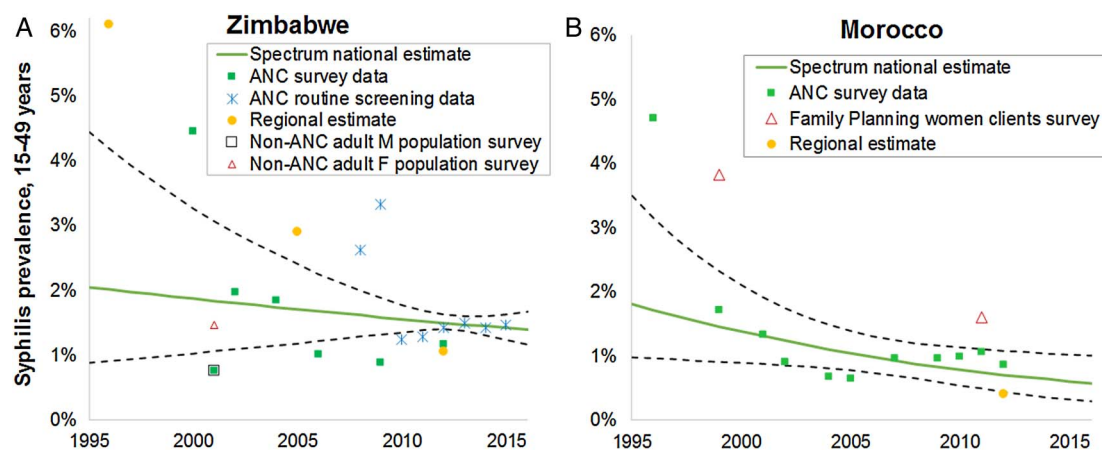 A
Zimbabwe
Syphilis prevalence, 15-49 years
6%
5%
4%
3%
2%
1%
0%
Spectrum national estimate
ANC survey data
ANC routine screening data
Regional estimate
Non-ANC adult M population survey
Non-ANC adult F population survey
1995 2000 2005 2010 2015
B
Morocco
6%
5%
4%
3%
2%
1%
0%
Spectrum national estimate
ANC survey data
Family Planning women clients survey
Regional estimate
1995 2000 2005 2010 2015